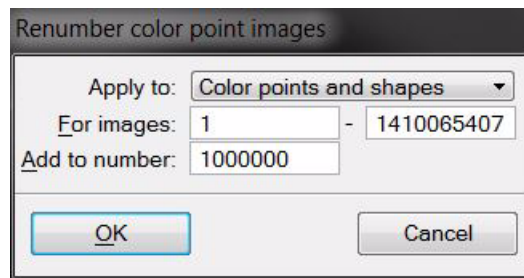 Renumber color point images
Apply to: Color points and shapes
For images: 1 - 1410065407
Add to number: 1000000
OK Cancel